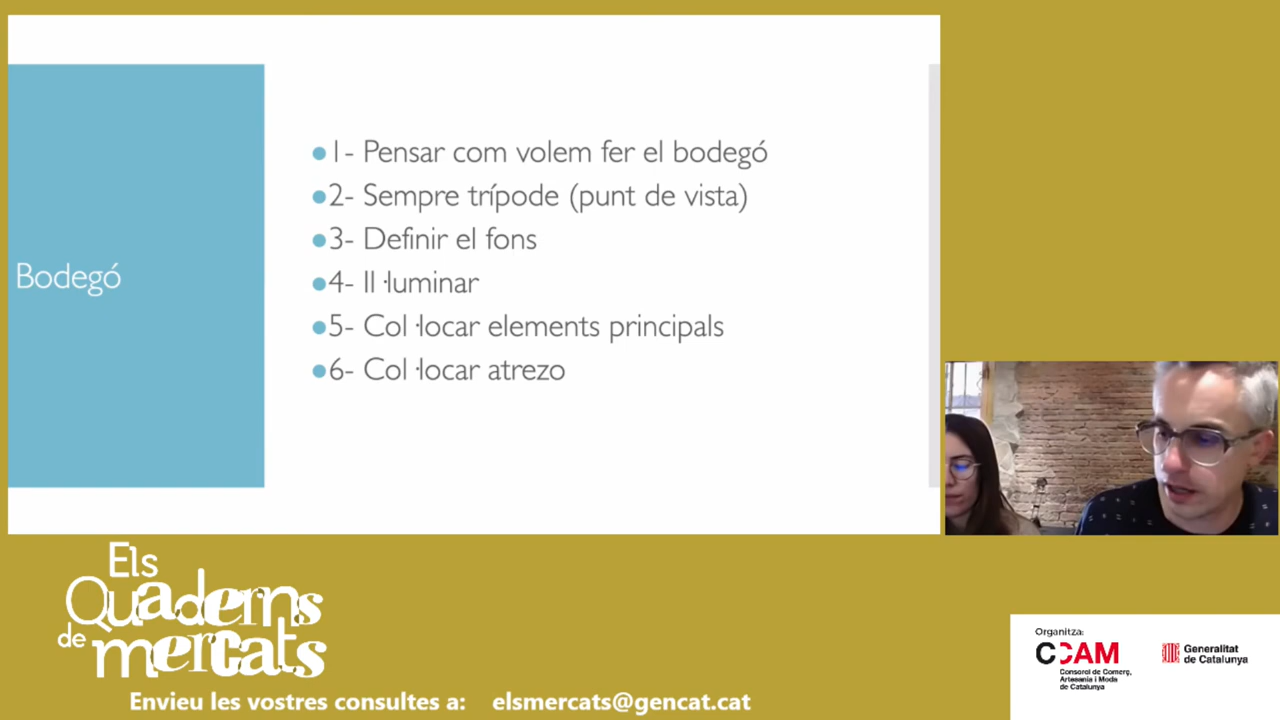 Bodegó
1- Pensar com volem fer el bodegó
2- Sempre trípode (punt de vista)
3- Definir el fons
4- Il·luminar
5- Col·locar elements principals
6- Col·locar atrezo
Els
Quaderns
de mercats
Envieu les vostres consultes a: elsmercats@gencat.cat
Organitza:
CCAM
Consorci de Comerç,
Artesania i Moda
de Catalunya
Generalitat
de Catalunya